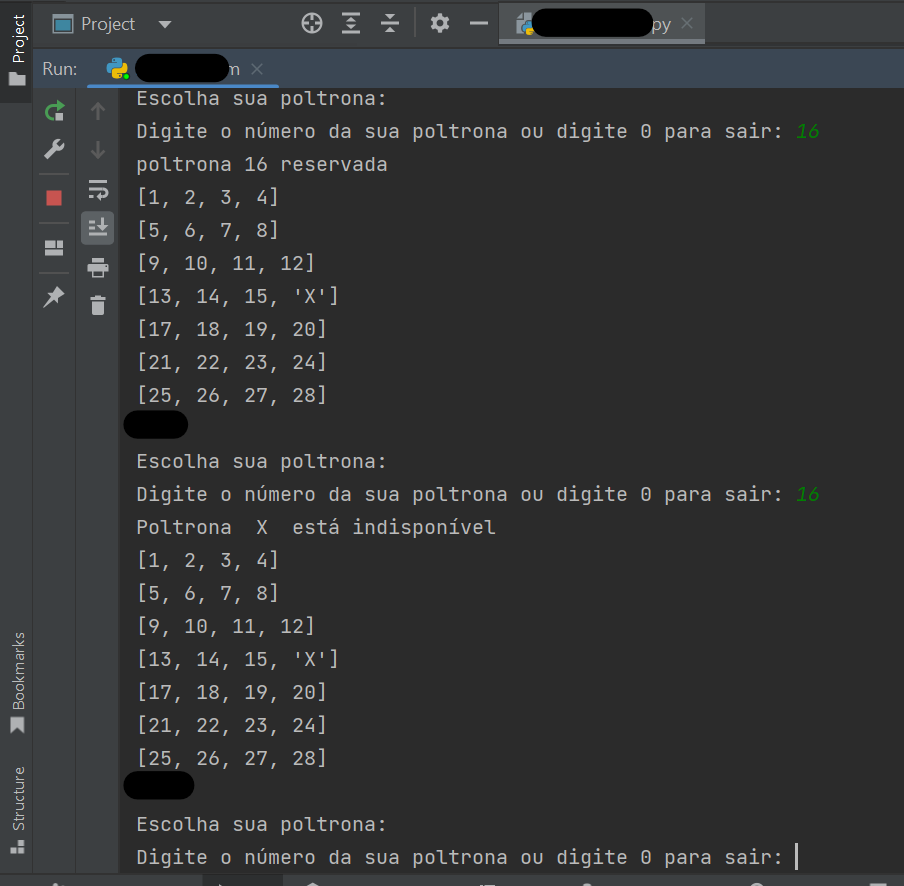 Project
Project
py
Run:
m
Escolha sua poltrona:
Digite o número da sua poltrona ou digite 0 para sair: 16
poltrona 16 reservada
[1, 2, 3, 4]
[5, 6, 7, 8]
[9, 10, 11, 12]
[13, 14, 15, 'X']
[17, 18, 19, 20]
[21, 22, 23, 24]
[25, 26, 27, 28]
Escolha sua poltrona:
Digite o número da sua poltrona ou digite 0 para sair: 16
Poltrona  X  está indisponível
[1, 2, 3, 4]
[5, 6, 7, 8]
[9, 10, 11, 12]
[13, 14, 15, 'X']
[17, 18, 19, 20]
[21, 22, 23, 24]
[25, 26, 27, 28]
Escolha sua poltrona:
Digite o número da sua poltrona ou digite 0 para sair:
Bookmarks
Structure